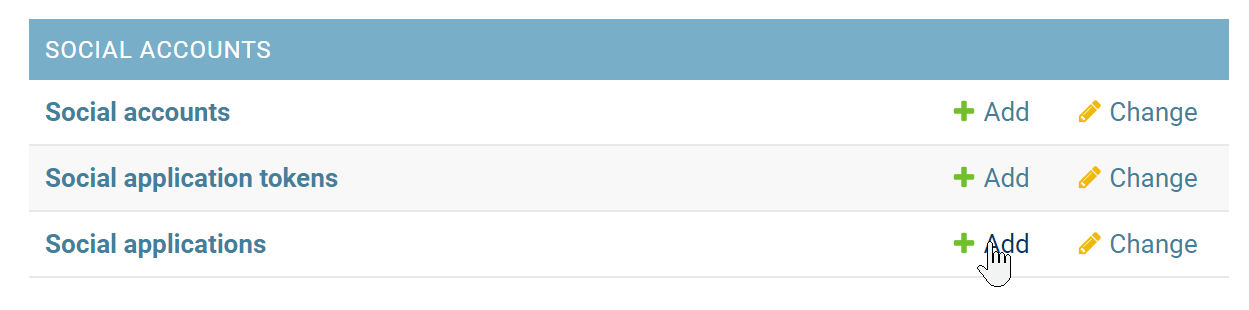 SOCIAL ACCOUNTS
Social accounts Add Change
Social application tokens Add Change
Social applications Add Change